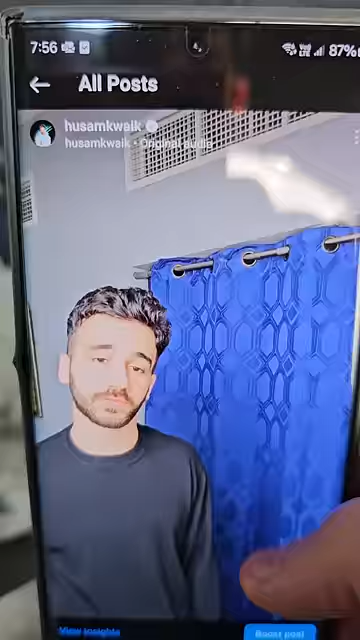 7:56 87%
All Posts
husamkwaik
husamkwaik • Original audio
View insights
Boost post